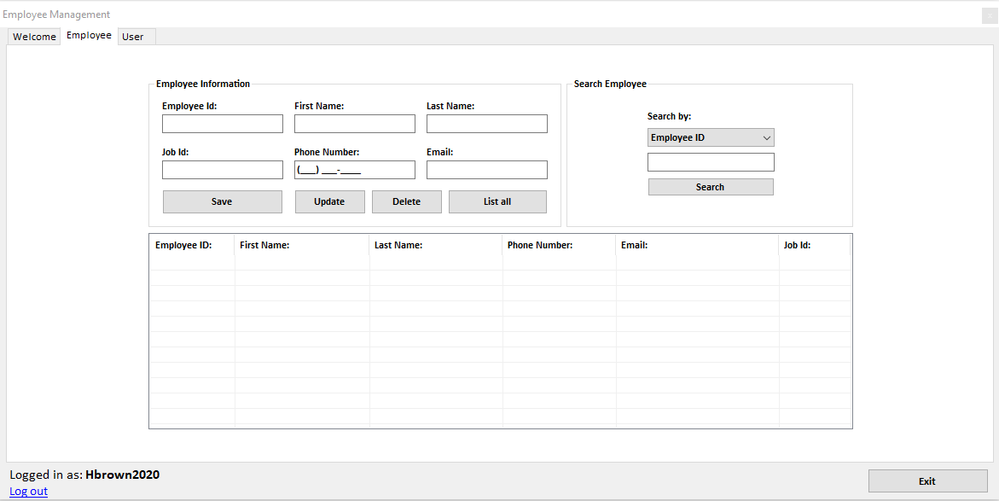 Employee Management
Welcome Employee User
Employee Information
Employee Id: First Name: Last Name:
Job Id: Phone Number: Email:
(___) ___-____
Save Update Delete List all
Search Employee
Search by:
Employee ID
Search
Employee ID: First Name: Last Name: Phone Number: Email: Job Id:
Logged in as: Hbrown2020
Log out
Exit